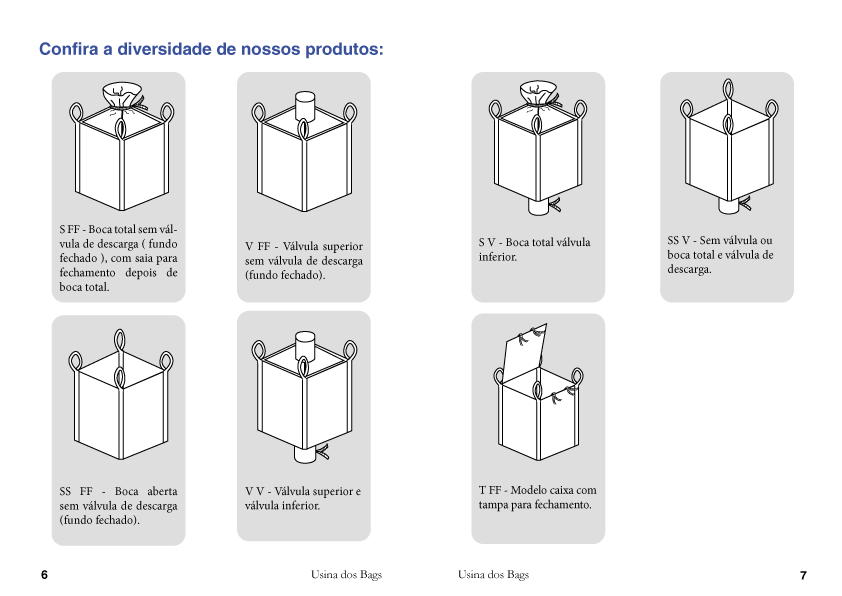 Confira a diversidade de nossos produtos:
S FF - Boca total sem vál-
vula de descarga ( fundo
fechado ), com saia para
fechamento depois de
boca total.
V FF - Válvula superior
sem válvula de descarga
(fundo fechado).
S V - Boca total válvula
inferior.
SS V - Sem válvula ou
boca total e válvula de
descarga.
SS FF - Boca aberta
sem válvula de descarga
(fundo fechado).
V V - Válvula superior e
válvula inferior.
T FF - Modelo caixa com
tampa para fechamento.
6
Usina dos Bags
Usina dos Bags
7